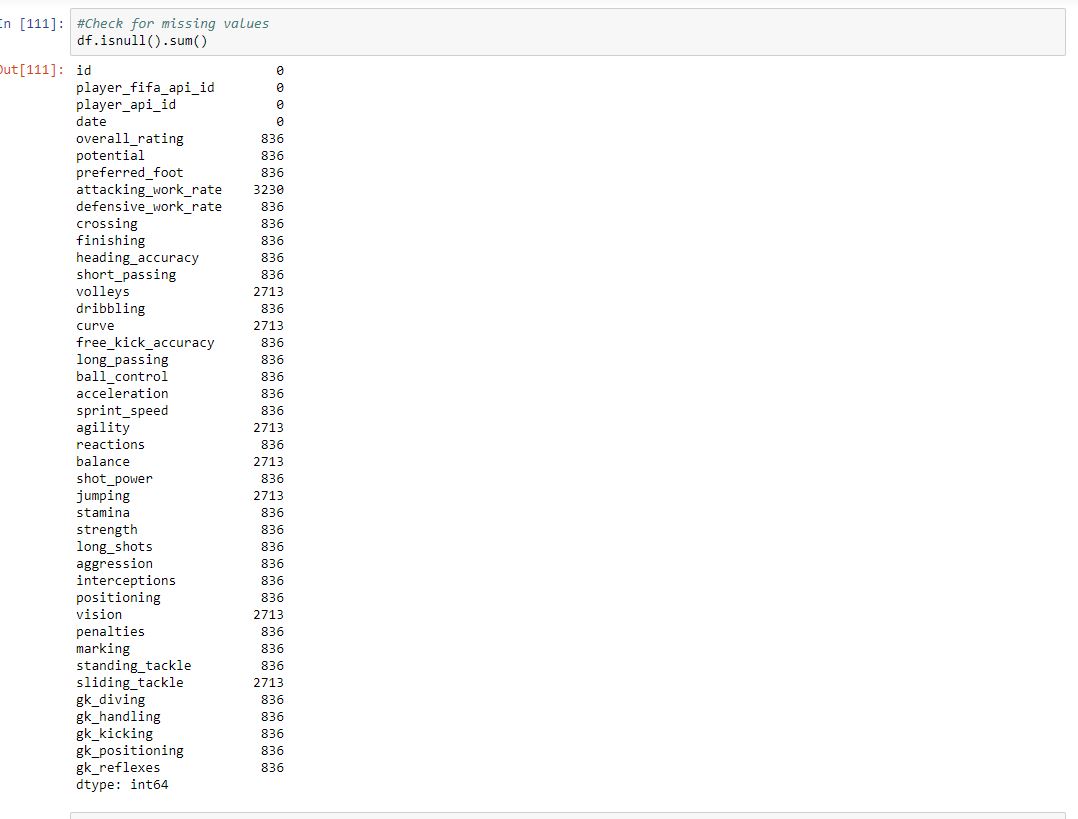 In [111]: #Check for missing values
df.isnull().sum()
Out[111]: id 0
player_fifa_api_id 0
player_api_id 0
date 0
overall_rating 836
potential 836
preferred_foot 836
attacking_work_rate 3230
defensive_work_rate 836
crossing 836
finishing 836
heading_accuracy 836
short_passing 836
volleys 2713
dribbling 836
curve 2713
free_kick_accuracy 836
long_passing 836
ball_control 836
acceleration 836
sprint_speed 836
agility 2713
reactions 836
balance 2713
shot_power 836
jumping 2713
stamina 836
strength 836
long_shots 836
aggression 836
interceptions 836
positioning 836
vision 2713
penalties 836
marking 836
standing_tackle 836
sliding_tackle 2713
gk_diving 836
gk_handling 836
gk_kicking 836
gk_positioning 836
gk_reflexes 836
dtype: int64